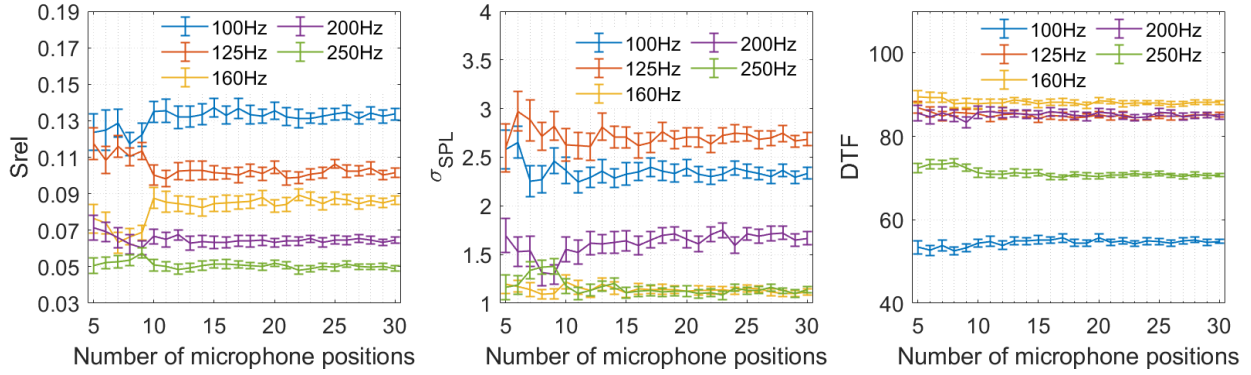 0.19
0.17
0.15
0.13
0.11
0.09
0.07
0.05
0.03
Srel
100Hz 200Hz
125Hz 250Hz
160Hz
5 10 15 20 25 30
Number of microphone positions
4
3.5
3
2.5
2
1.5
1
σSPL
100Hz 200Hz
125Hz 250Hz
160Hz
5 10 15 20 25 30
Number of microphone positions
100
80
60
40
DTF
100Hz 200Hz
125Hz 250Hz
160Hz
5 10 15 20 25 30
Number of microphone positions